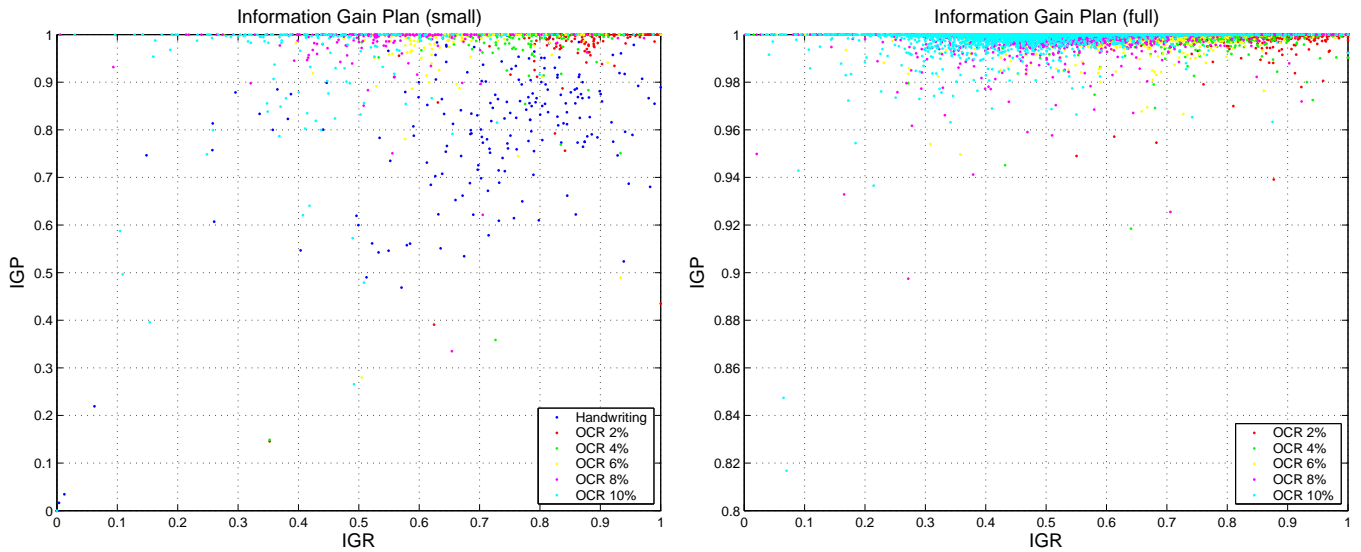 Information Gain Plan (small)
1
0.9
0.8
0.7
0.6
0.5
0.4
0.3
0.2
0.1
0
IGP
0 0.1 0.2 0.3 0.4 0.5 0.6 0.7 0.8 0.9 1
IGR
Handwriting
OCR 2%
OCR 4%
OCR 6%
OCR 8%
OCR 10%
Information Gain Plan (full)
1
0.98
0.96
0.94
0.92
0.9
0.88
0.86
0.84
0.82
0.8
IGP
0 0.1 0.2 0.3 0.4 0.5 0.6 0.7 0.8 0.9 1
IGR
OCR 2%
OCR 4%
OCR 6%
OCR 8%
OCR 10%